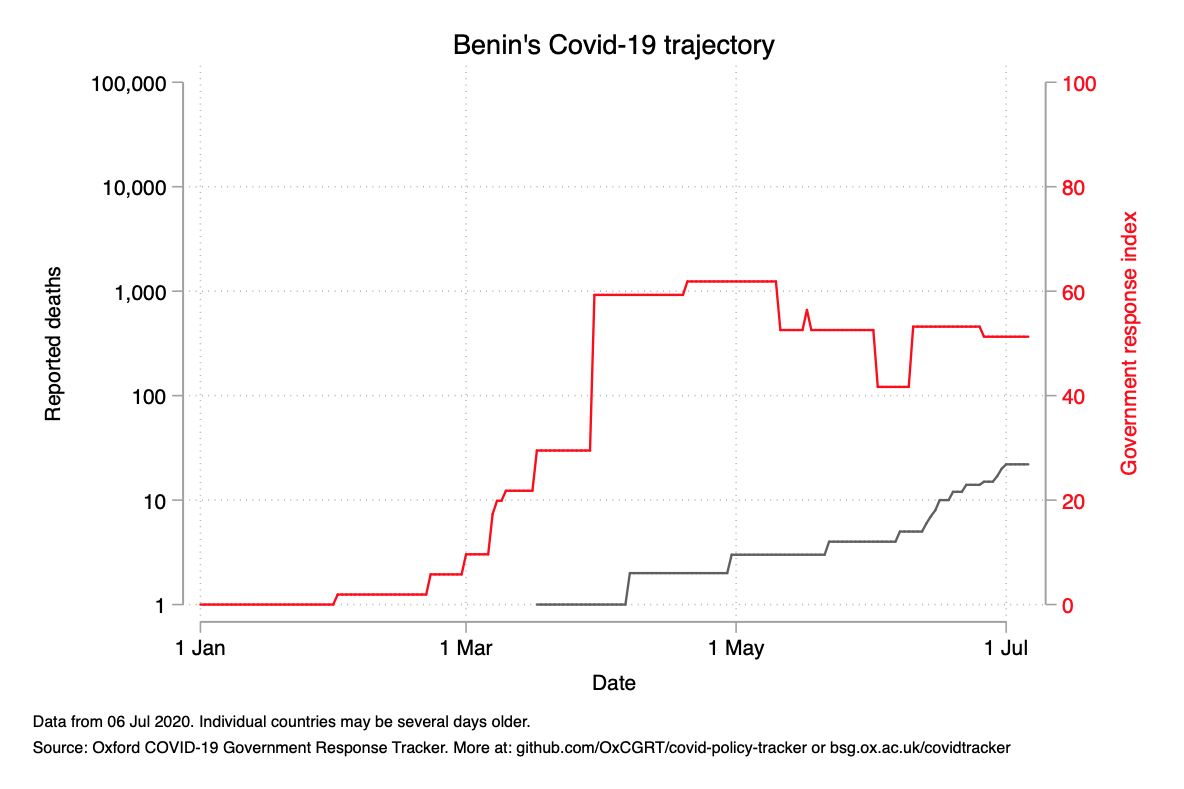 Benin's Covid-19 trajectory
100,000
10,000
1,000
100
10
1
Reported deaths
100
80
60
40
20
0
Government response index
1 Jan
1 Mar
1 May
1 Jul
Date
Data from 06 Jul 2020. Individual countries may be several days older.
Source: Oxford COVID-19 Government Response Tracker. More at: github.com/OxCGRT/covid-policy-tracker or bsg.ox.ac.uk/covidtracker